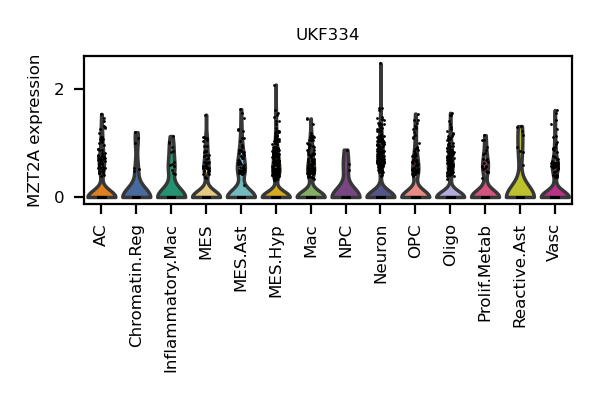 UKF334
MZT2A expression
2
0
AC
Chromatin.Reg
Inflammatory.Mac
MES
MES.Ast
MES.Hyp
Mac
NPC
Neuron
OPC
Oligo
Prolif.Metab
Reactive.Ast
Vasc